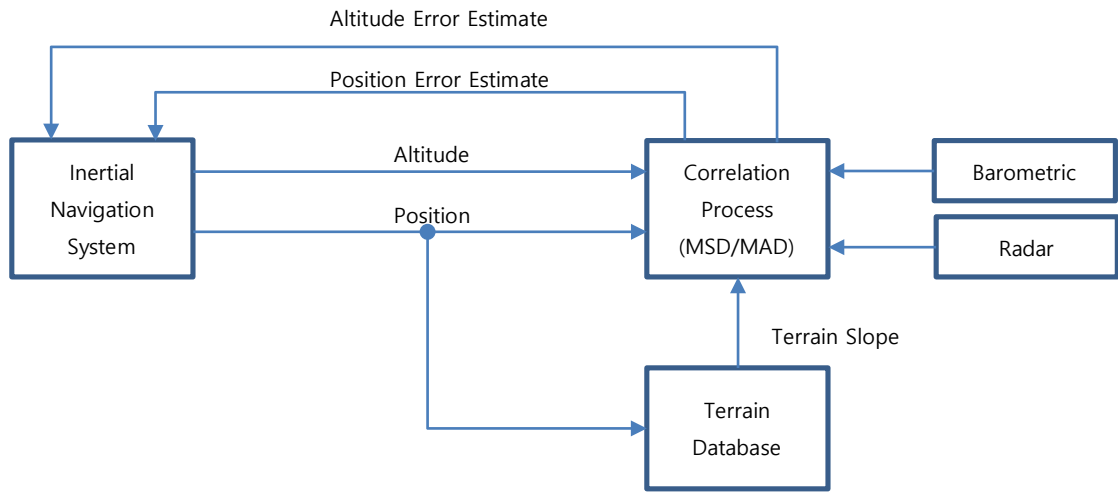 Altitude Error Estimate
Position Error Estimate
Inertial
Navigation
System
Altitude
Position
Correlation
Process
(MSD/MAD)
Barometric
Radar
Terrain Slope
Terrain
Database